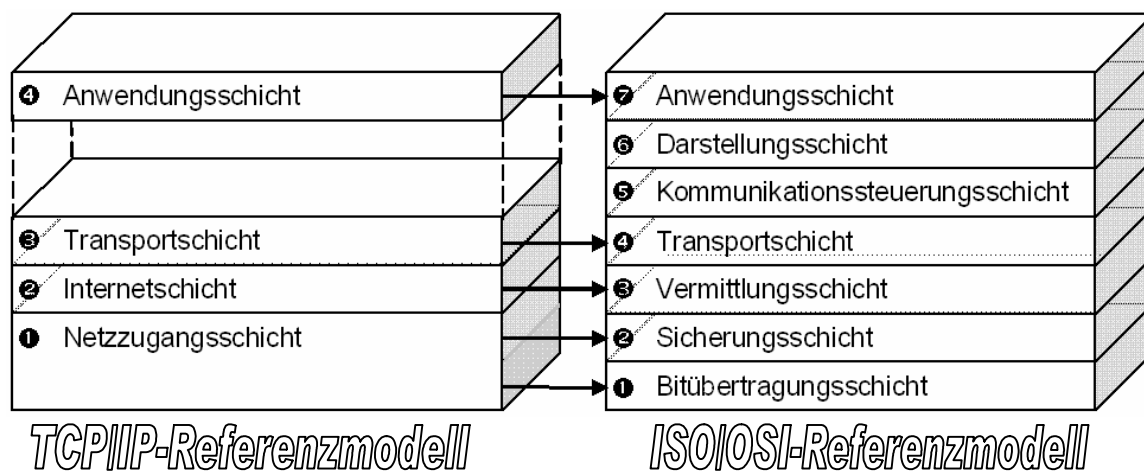 ❹ Anwendungsschicht
❸ Transportschicht
❷ Internetschicht
❶ Netzzugangsschicht
TCP|IP-Referenzmodell
❼ Anwendungsschicht
❻ Darstellungsschicht
❺ Kommunikationssteuerungsschicht
❹ Transportschicht
❸ Vermittlungsschicht
❷ Sicherungsschicht
❶ Bitübertragungsschicht
ISO|OSI-Referenzmodell